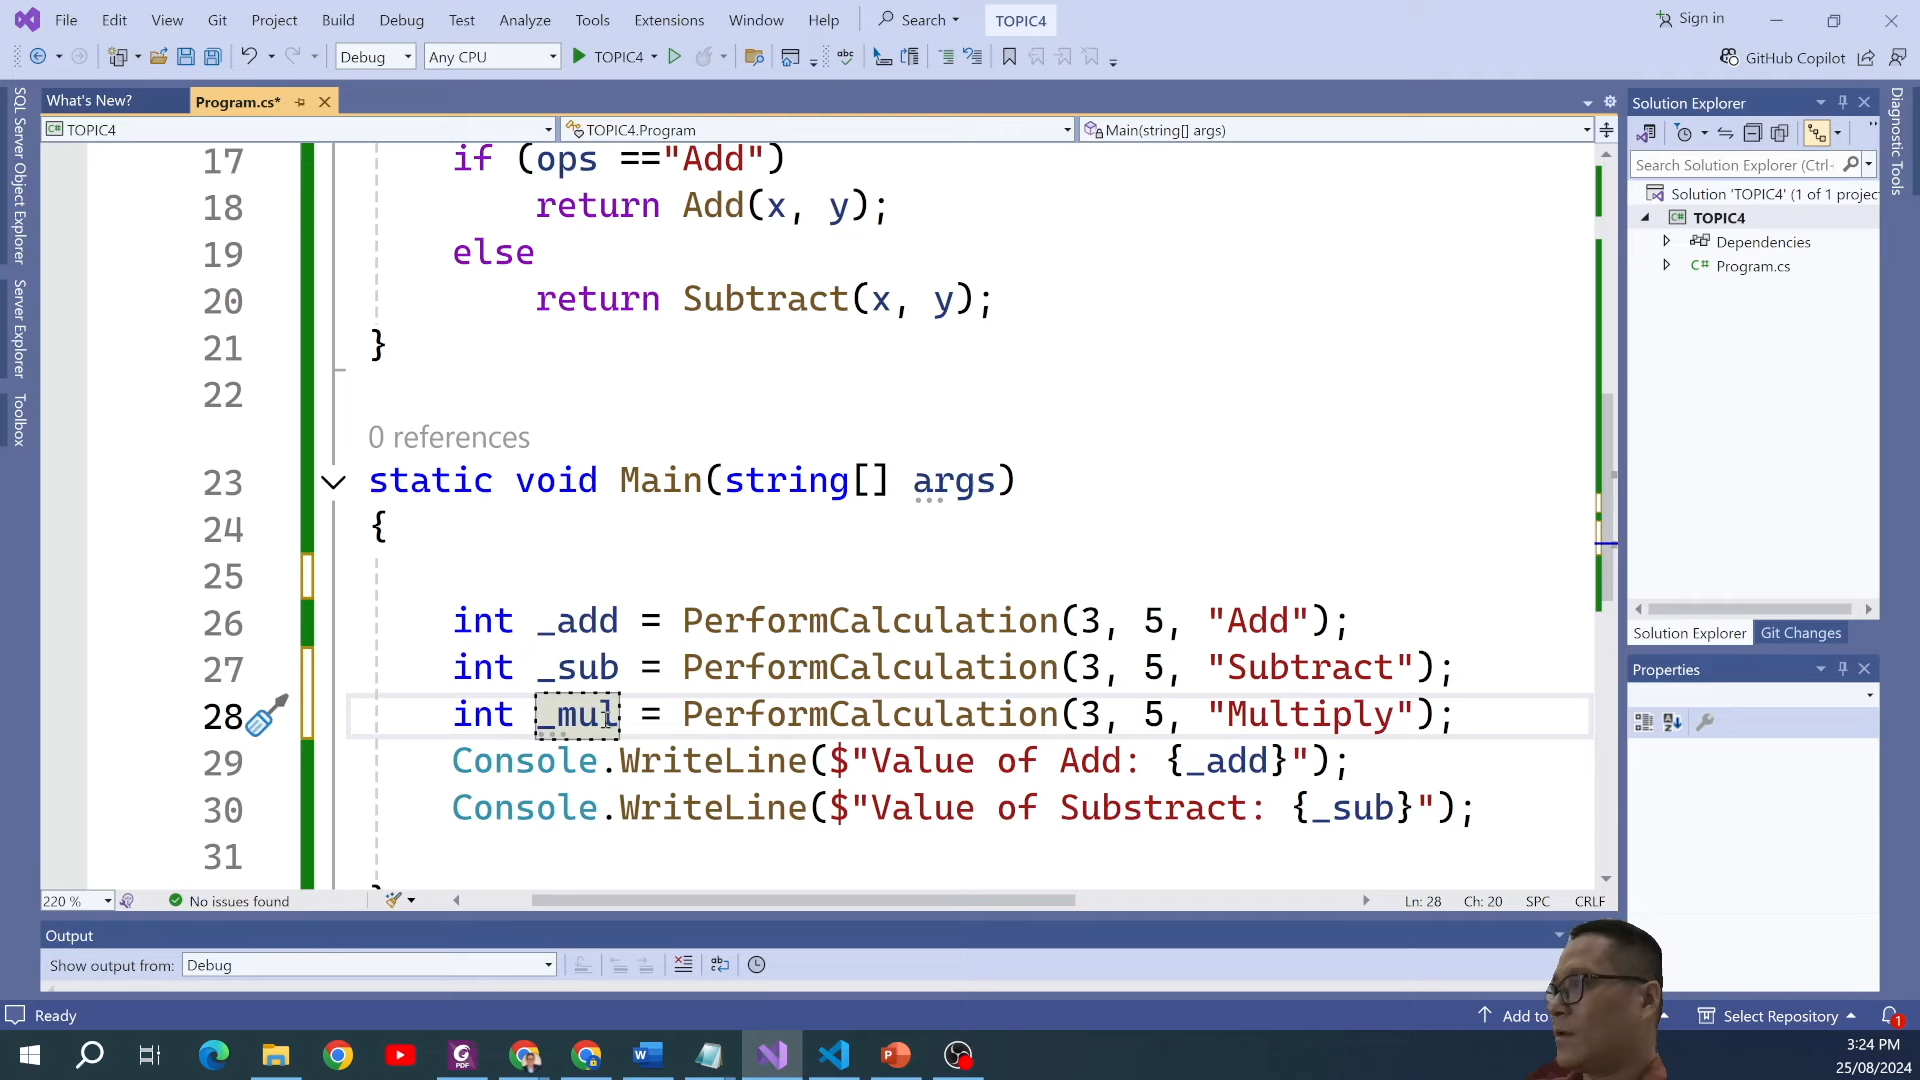 File Edit View Git Project Build Debug Test Analyze Tools Extensions Window Help Search TOPIC4 Sign in
Debug Any CPU TOPIC4 GitHub Copilot
What's New? Program.cs*
TOPIC4 TOPIC4.Program Main(string[] args)
17 if (ops =="Add")
18 return Add(x, y);
19 else
20 return Subtract(x, y);
21 }
22
0 references
23 static void Main(string[] args)
24 {
25
26 int _add = PerformCalculation(3, 5, "Add");
27 int _sub = PerformCalculation(3, 5, "Subtract");
28 int _mul = PerformCalculation(3, 5, "Multiply");
29 Console.WriteLine($"Value of Add: {_add}");
30 Console.WriteLine($"Value of Substract: {_sub}");
31
220 % No issues found Ln: 28 Ch: 20 SPC CRLF
Output
Show output from: Debug
Ready Add to Select Repository 1
SQL Server Object Explorer
Server Explorer
Toolbox
Solution Explorer
Search Solution Explorer (Ctrl-
Solution 'TOPIC4' (1 of 1 projec
C# TOPIC4
Dependencies
C# Program.cs
Solution Explorer Git Changes
Properties
Diagnostic Tools
3:24 PM
25/08/2024